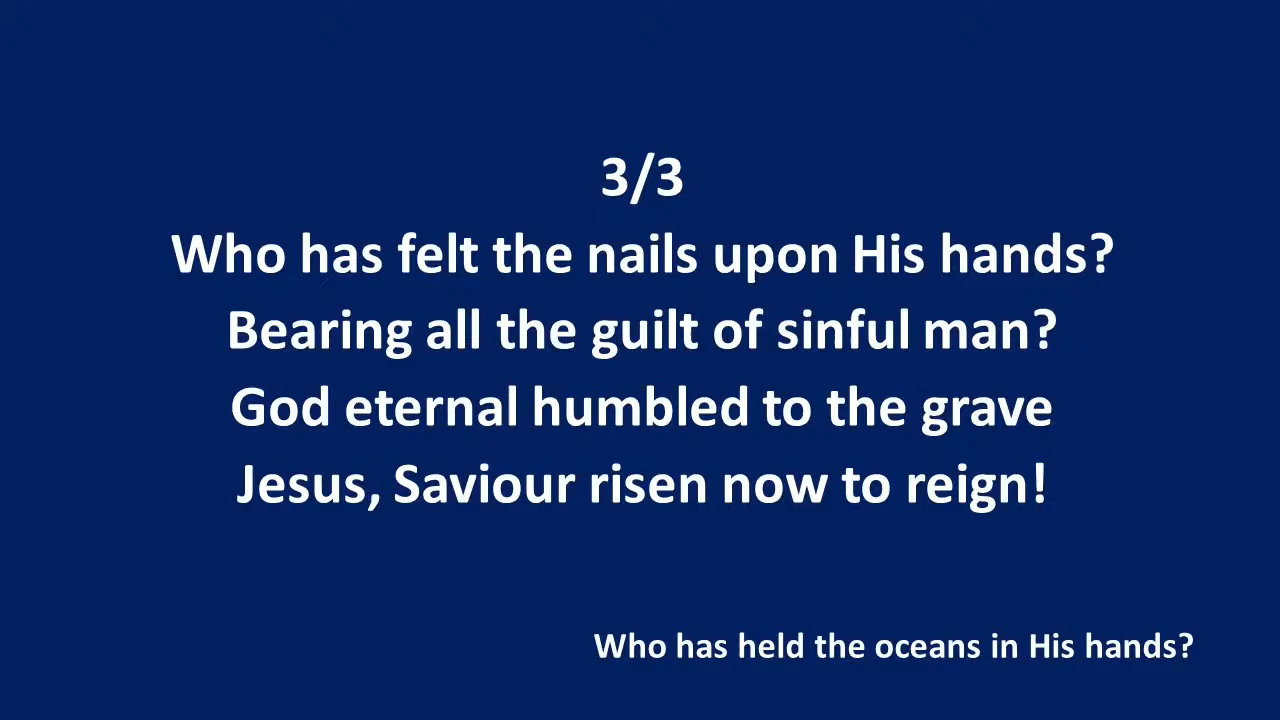 3/3
Who has felt the nails upon His hands?
Bearing all the guilt of sinful man?
God eternal humbled to the grave
Jesus, Saviour risen now to reign!
Who has held the oceans in His hands?